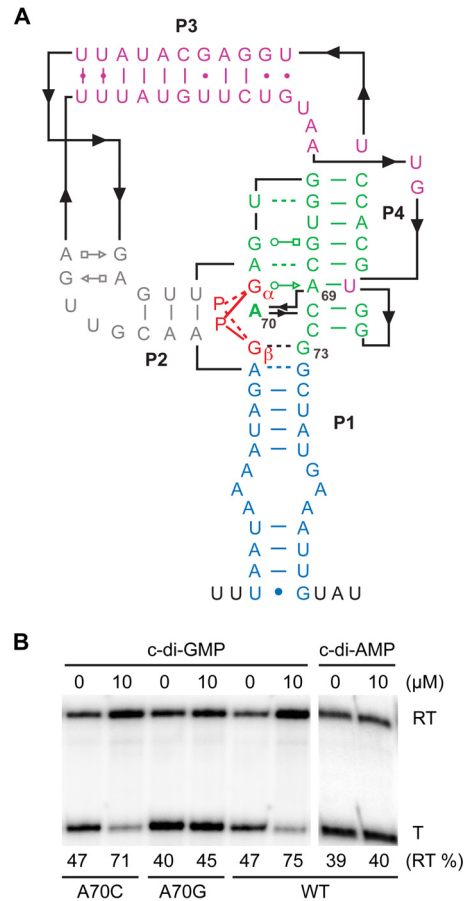 A
P3
U U A U A C G A G G U
U U U A U G U C U U G
U
A
A
A
U
U
G
G – C
U G C
U A
P4
G G C
A C G
A G
G α A U
69
A
70
P
P
C G
C G
G β G
73
G A
A G U U
G A
U
U
G C A A A
P2
A G
G C
A U
U A
P1
A U
A G
A A
A A
U A
A U
A U
U U U G U A U
B
c-di-GMP c-di-AMP
0 10 0 10 0 10 0 10 (µM)
RT
T
47 71 40 45 47 75 39 40 (RT %)
A70C A70G WT